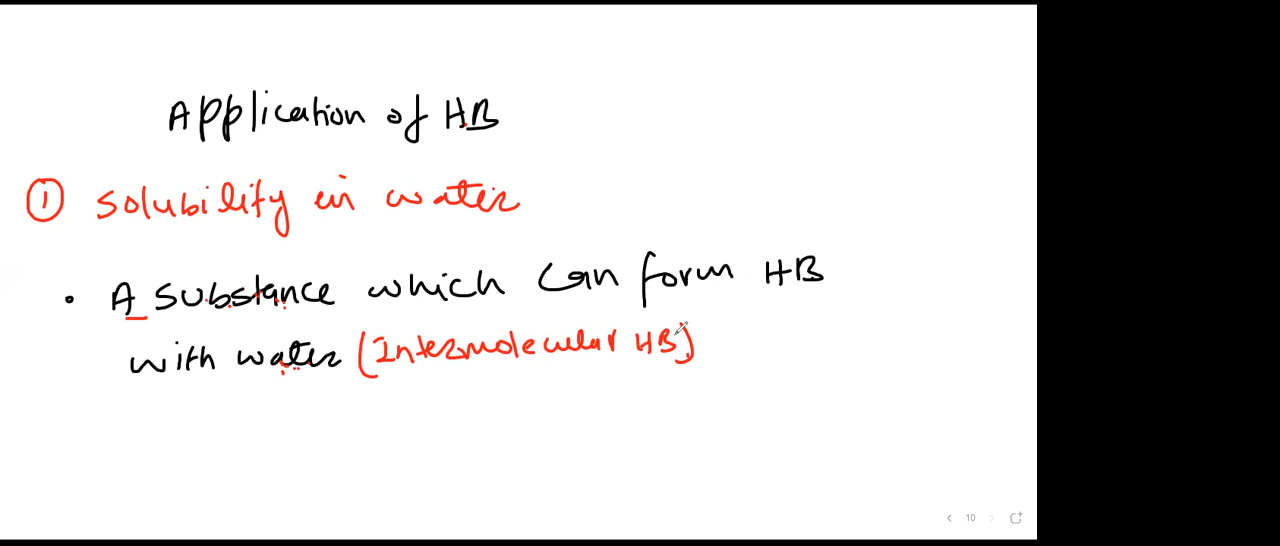 Application of HB
① Solubility in water
• A substance which can form HB
with water (Intermolecular HB)
< 10 >